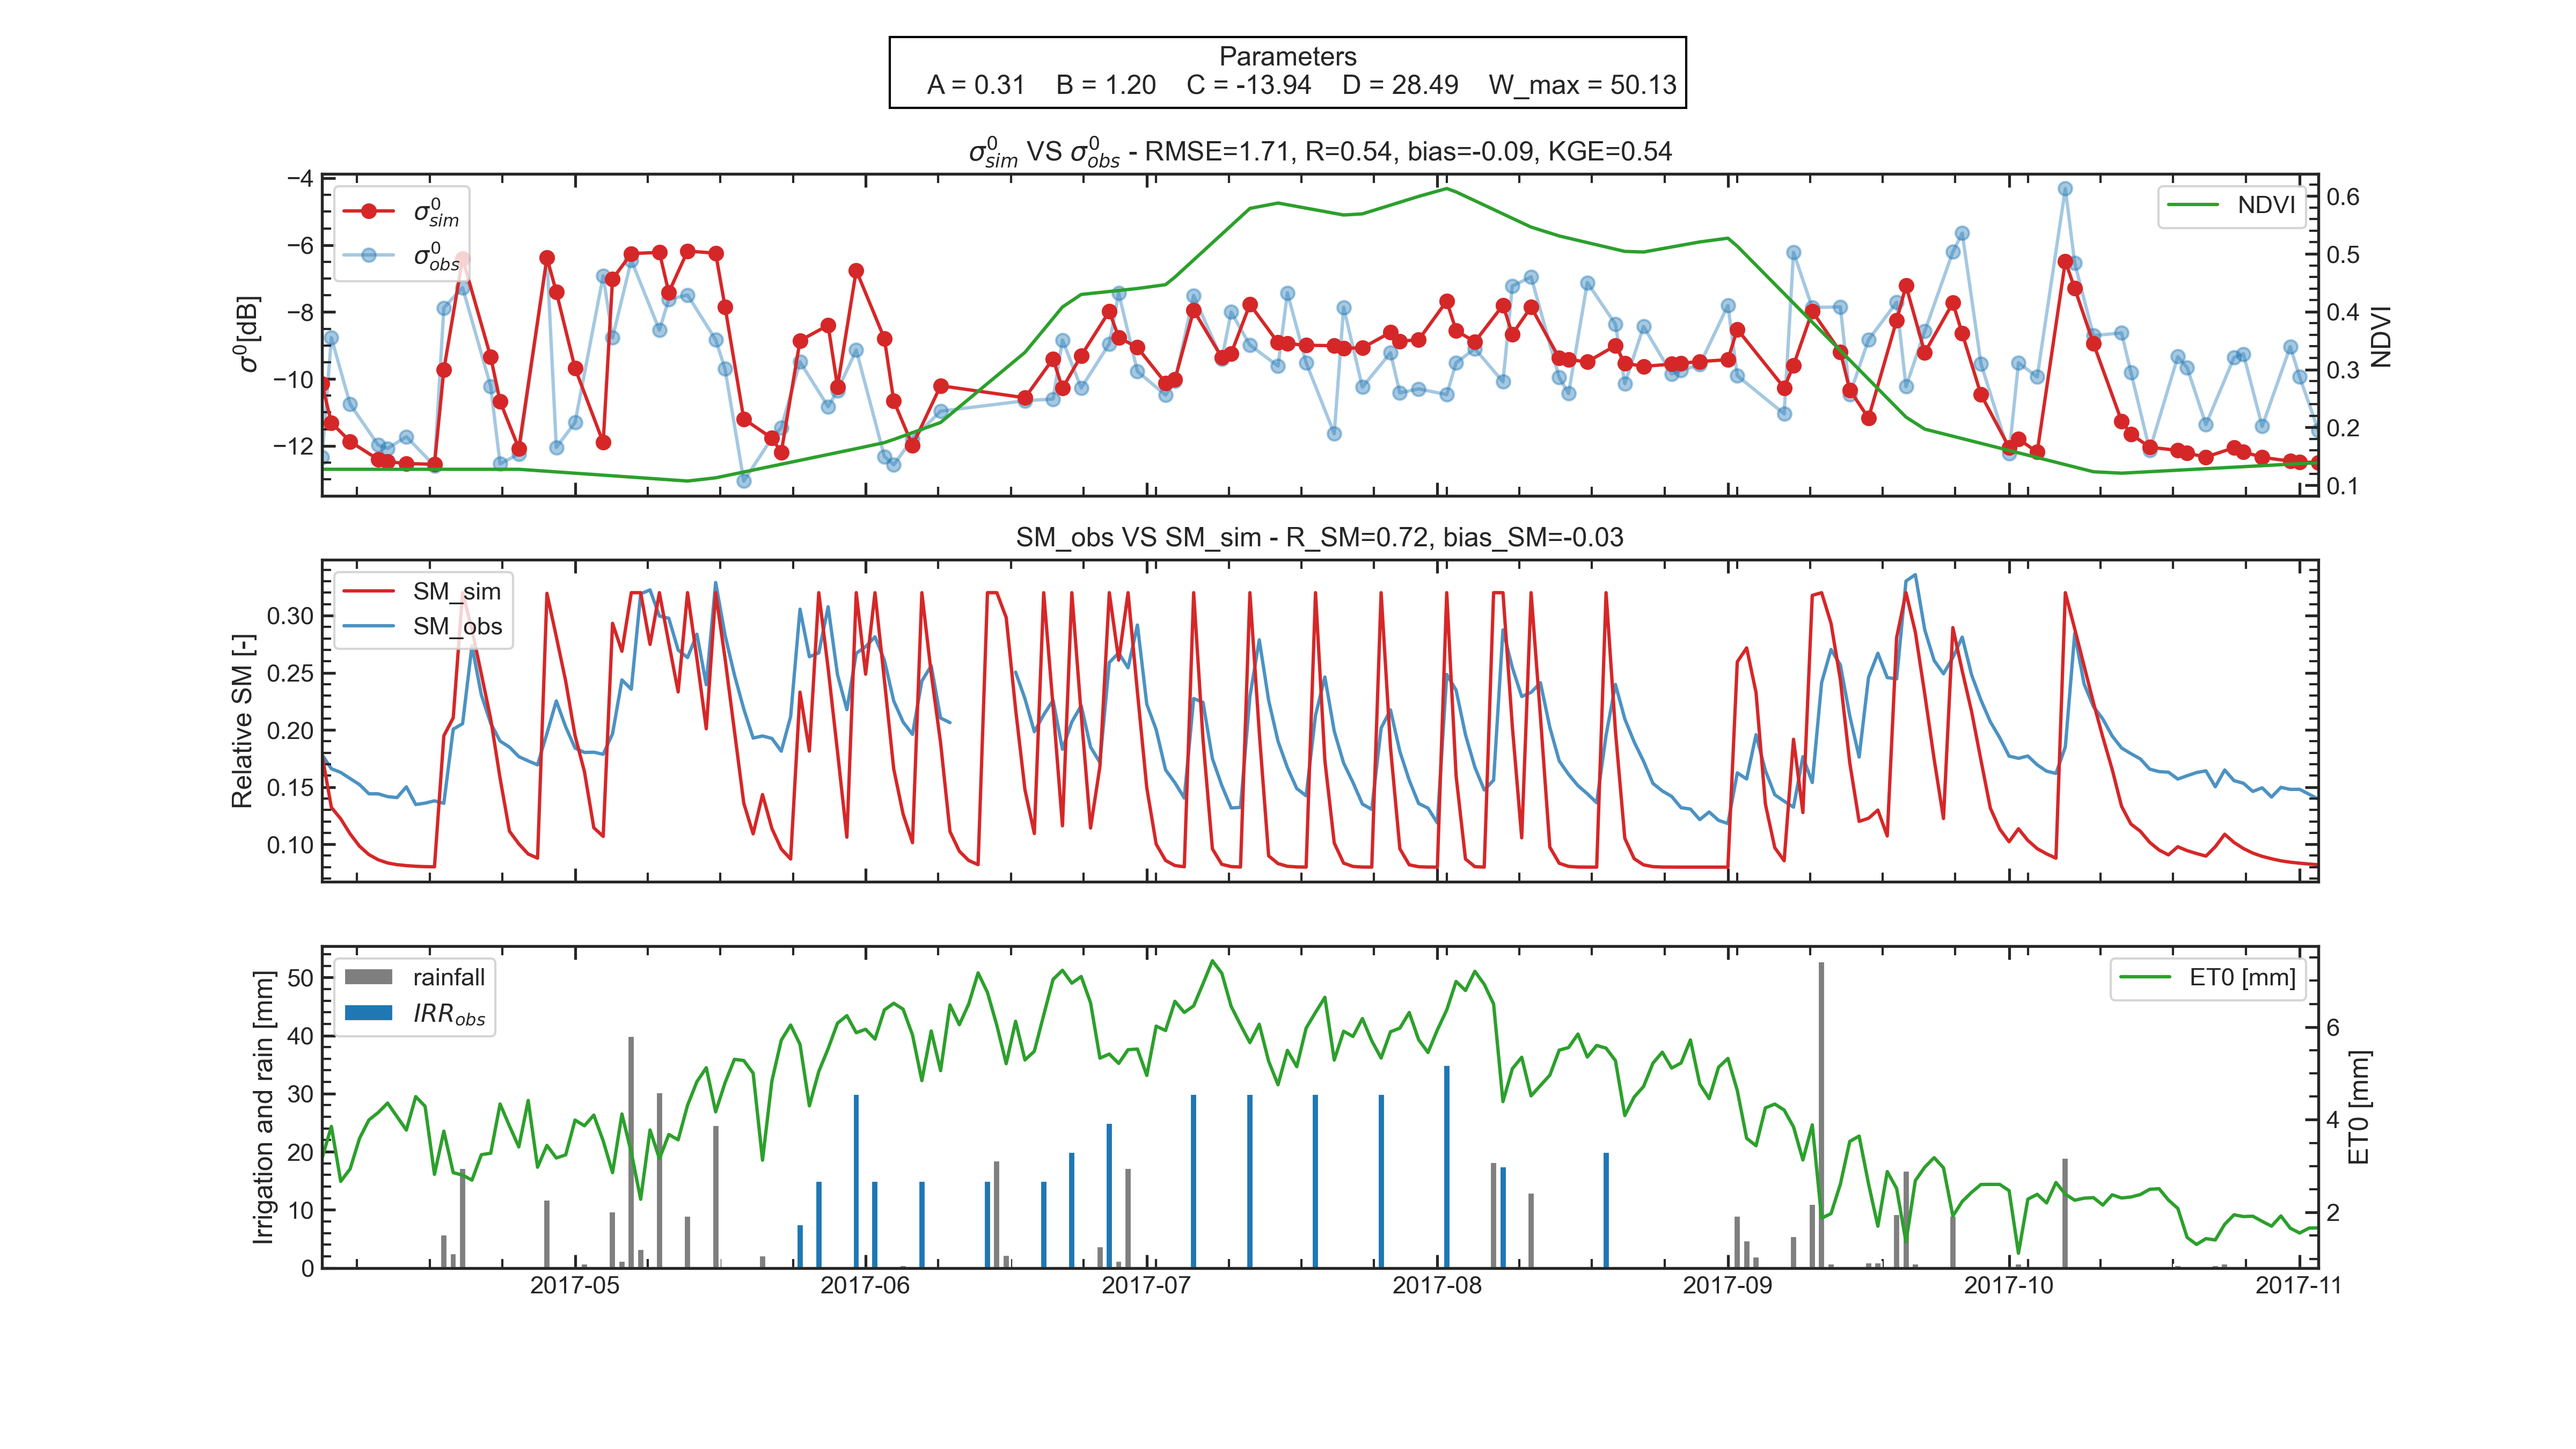 Parameters
A = 0.31 B = 1.20 C = -13.94 D = 28.49 W_max = 50.13
σ⁰sim VS σ⁰obs - RMSE=1.71, R=0.54, bias=-0.09, KGE=0.54
σ⁰[dB]
−4
−6
−8
−10
−12
σ⁰sim
σ⁰obs
NDVI
0.6
0.5
0.4
0.3
0.2
0.1
NDVI
SM_obs VS SM_sim - R_SM=0.72, bias_SM=-0.03
Relative SM [-]
0.30
0.25
0.20
0.15
0.10
SM_sim
SM_obs
Irrigation and rain [mm]
50
40
30
20
10
0
rainfall
IRRobs
ET0 [mm]
6
4
2
ET0 [mm]
2017-05 2017-06 2017-07 2017-08 2017-09 2017-10 2017-11